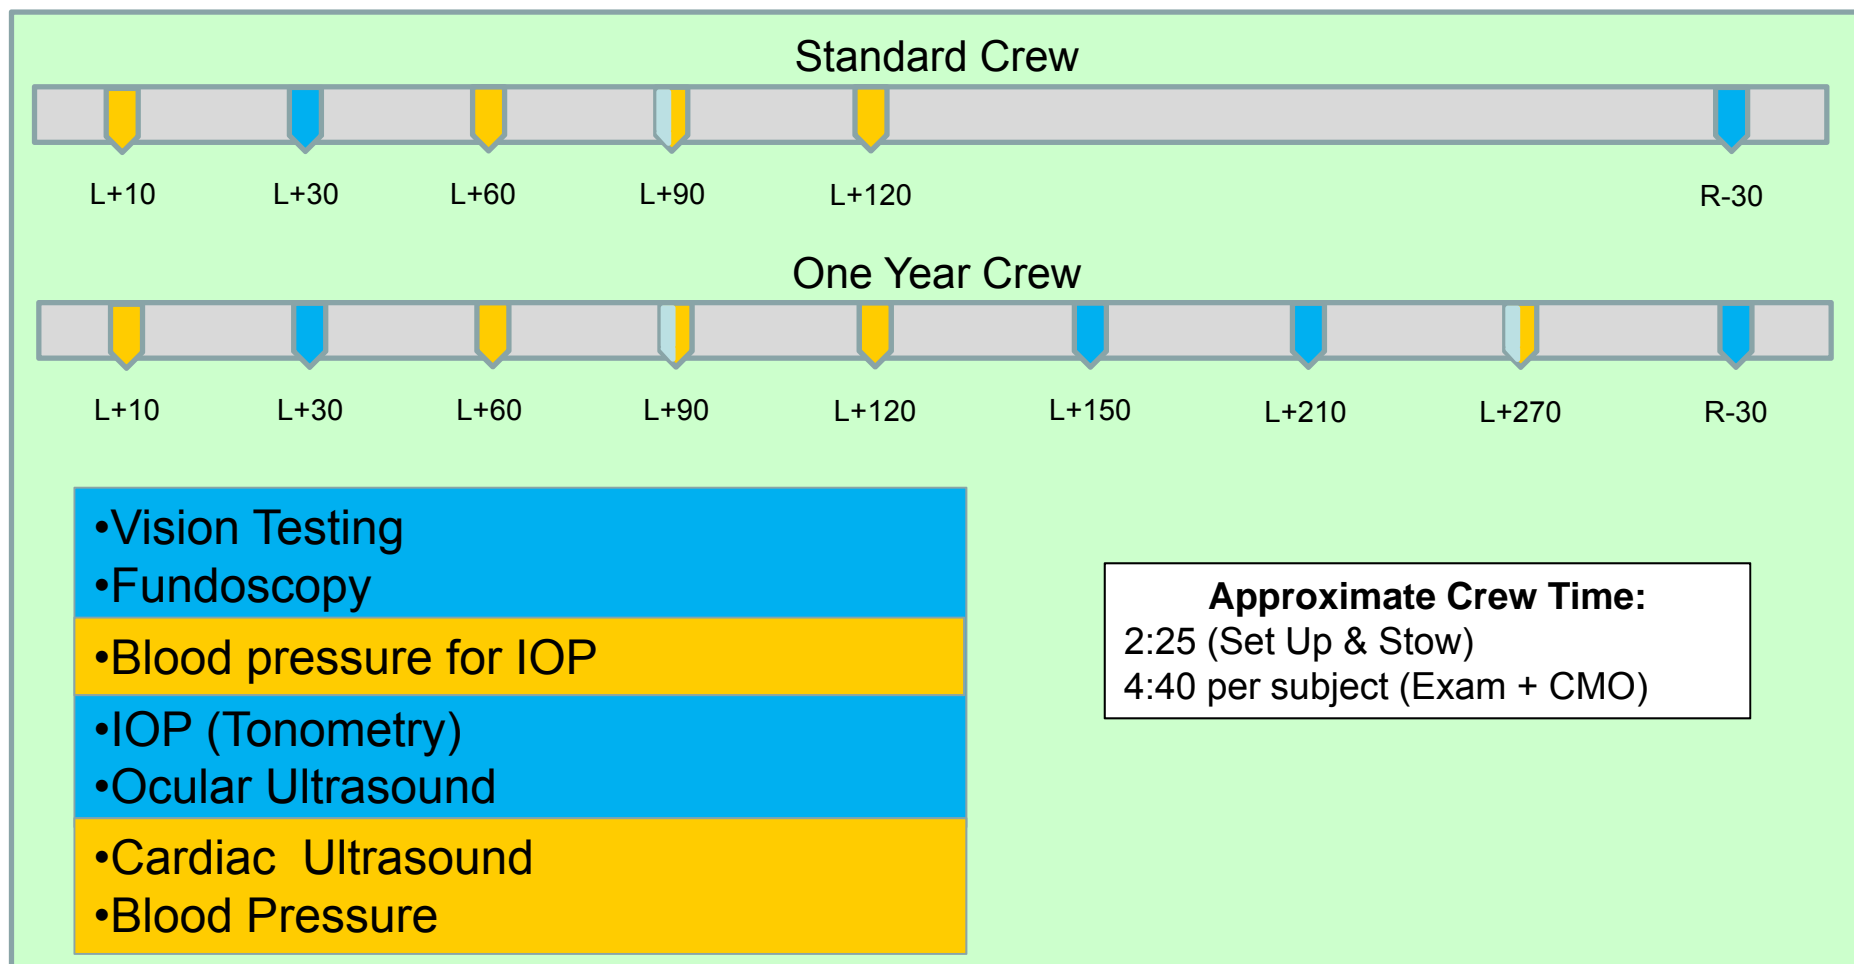 Standard Crew
L+10 L+30 L+60 L+90 L+120 R-30
One Year Crew
L+10 L+30 L+60 L+90 L+120 L+150 L+210 L+270 R-30
•Vision Testing
•Fundoscopy
•Blood pressure for IOP
•IOP (Tonometry)
•Ocular Ultrasound
•Cardiac  Ultrasound
•Blood Pressure
Approximate Crew Time:
2:25 (Set Up & Stow)
4:40 per subject (Exam + CMO)